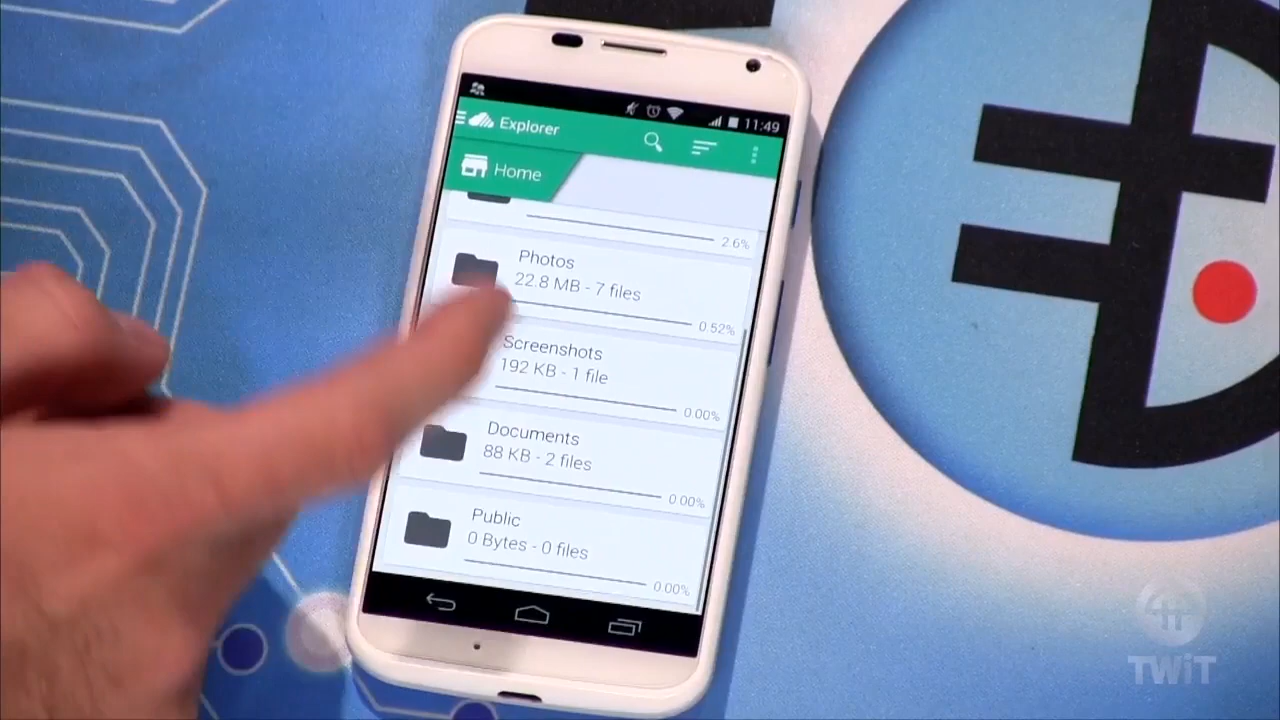 11:49
Explorer
Home
2.6%
Photos
22.8 MB - 7 files
0.52%
Screenshots
192 KB - 1 file
0.00%
Documents
88 KB - 2 files
0.00%
Public
0 Bytes - 0 files
0.00%
TWiT